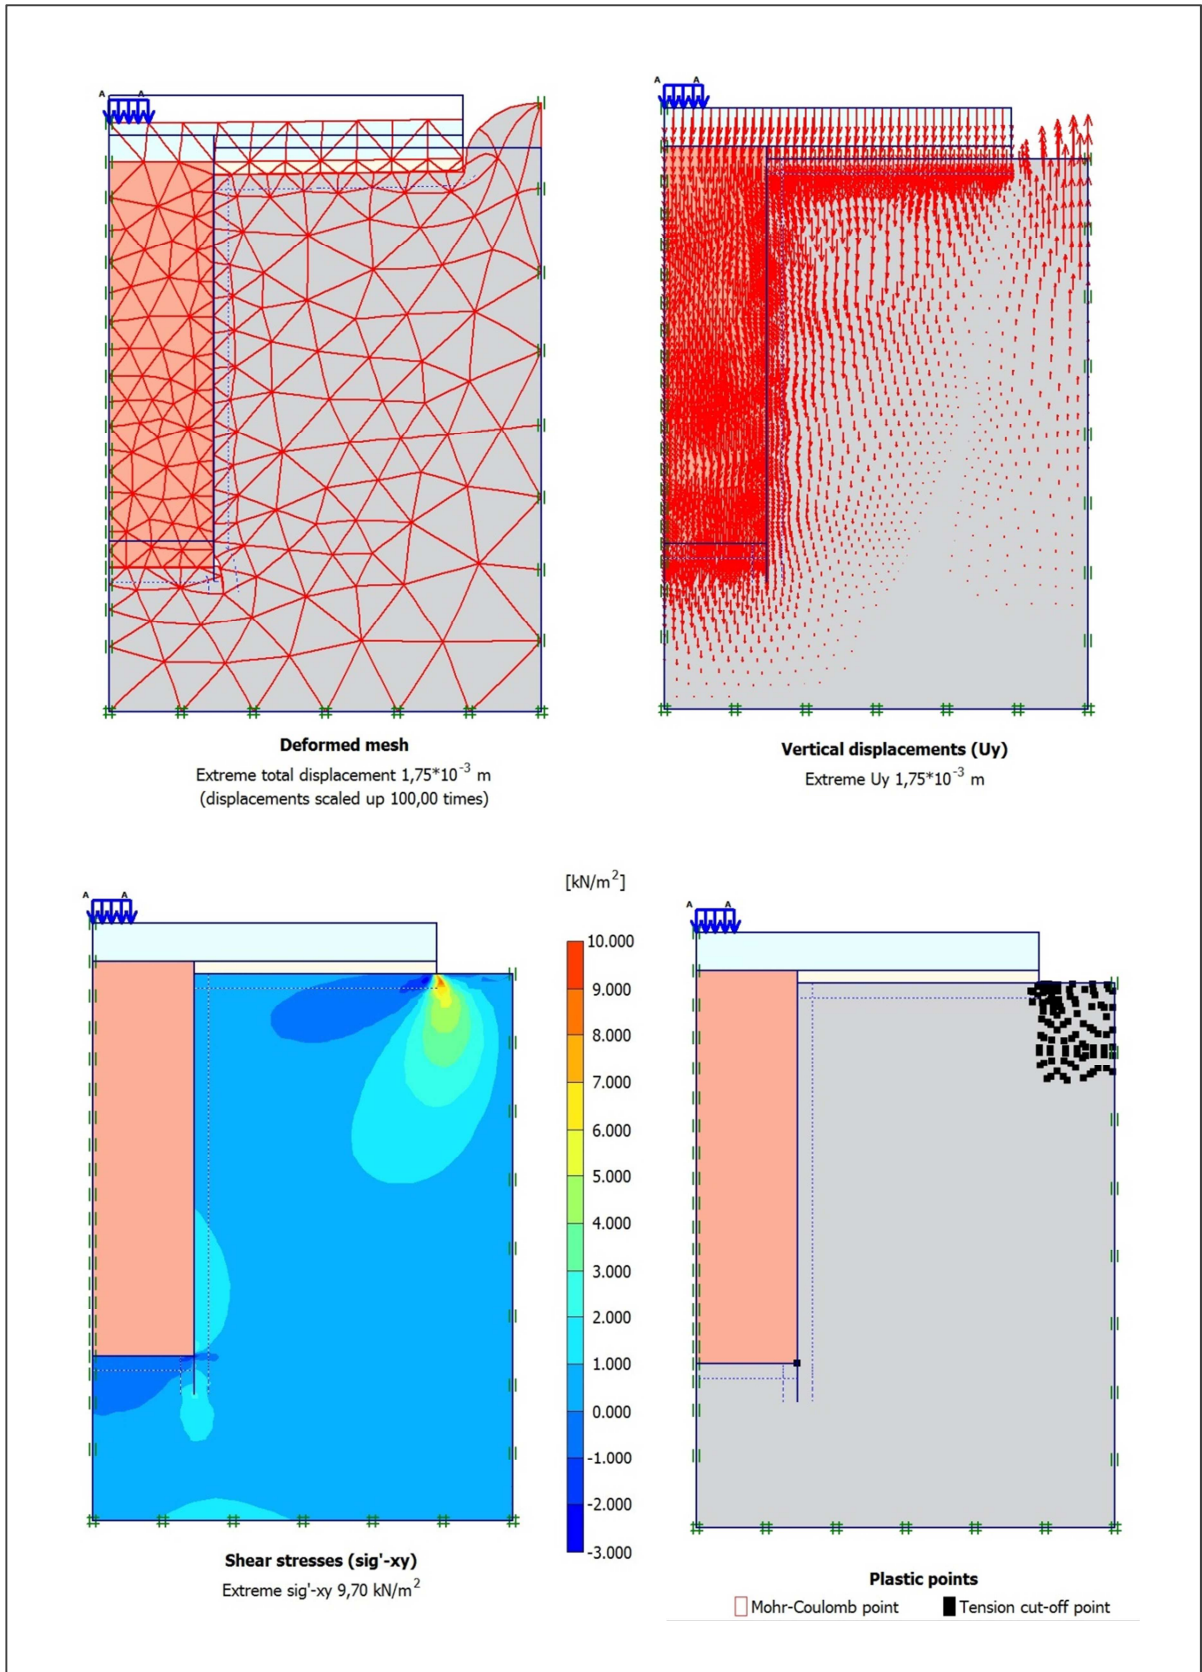 A A
A A
Deformed mesh
Extreme total displacement 1,75*10⁻³ m
(displacements scaled up 100,00 times)
Vertical displacements (Uy)
Extreme Uy 1,75*10⁻³ m
A A
[kN/m²]
10.000
9.000
8.000
7.000
6.000
5.000
4.000
3.000
2.000
1.000
0.000
-1.000
-2.000
-3.000
Shear stresses (sig'-xy)
Extreme sig'-xy 9,70 kN/m²
A A
Plastic points
Mohr-Coulomb point
Tension cut-off point